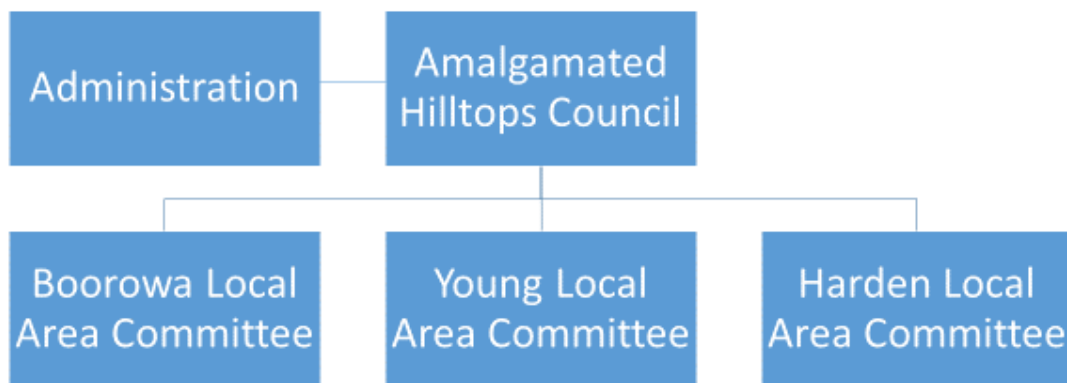 Administration
Amalgamated
Hilltops Council
Boorowa Local
Area Committee
Young Local
Area Committee
Harden Local
Area Committee